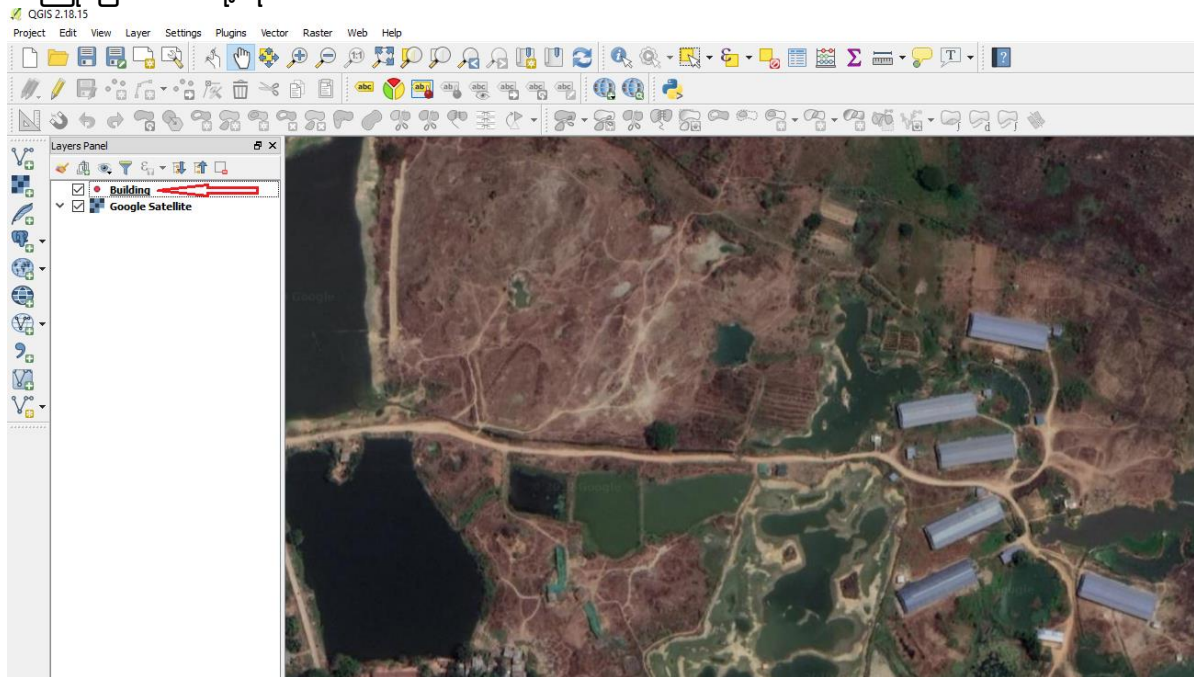 QGIS 2.18.15
Project Edit View Layer Settings Plugins Vector Raster Web Help
Layers Panel
Building
Google Satellite
Google
Google